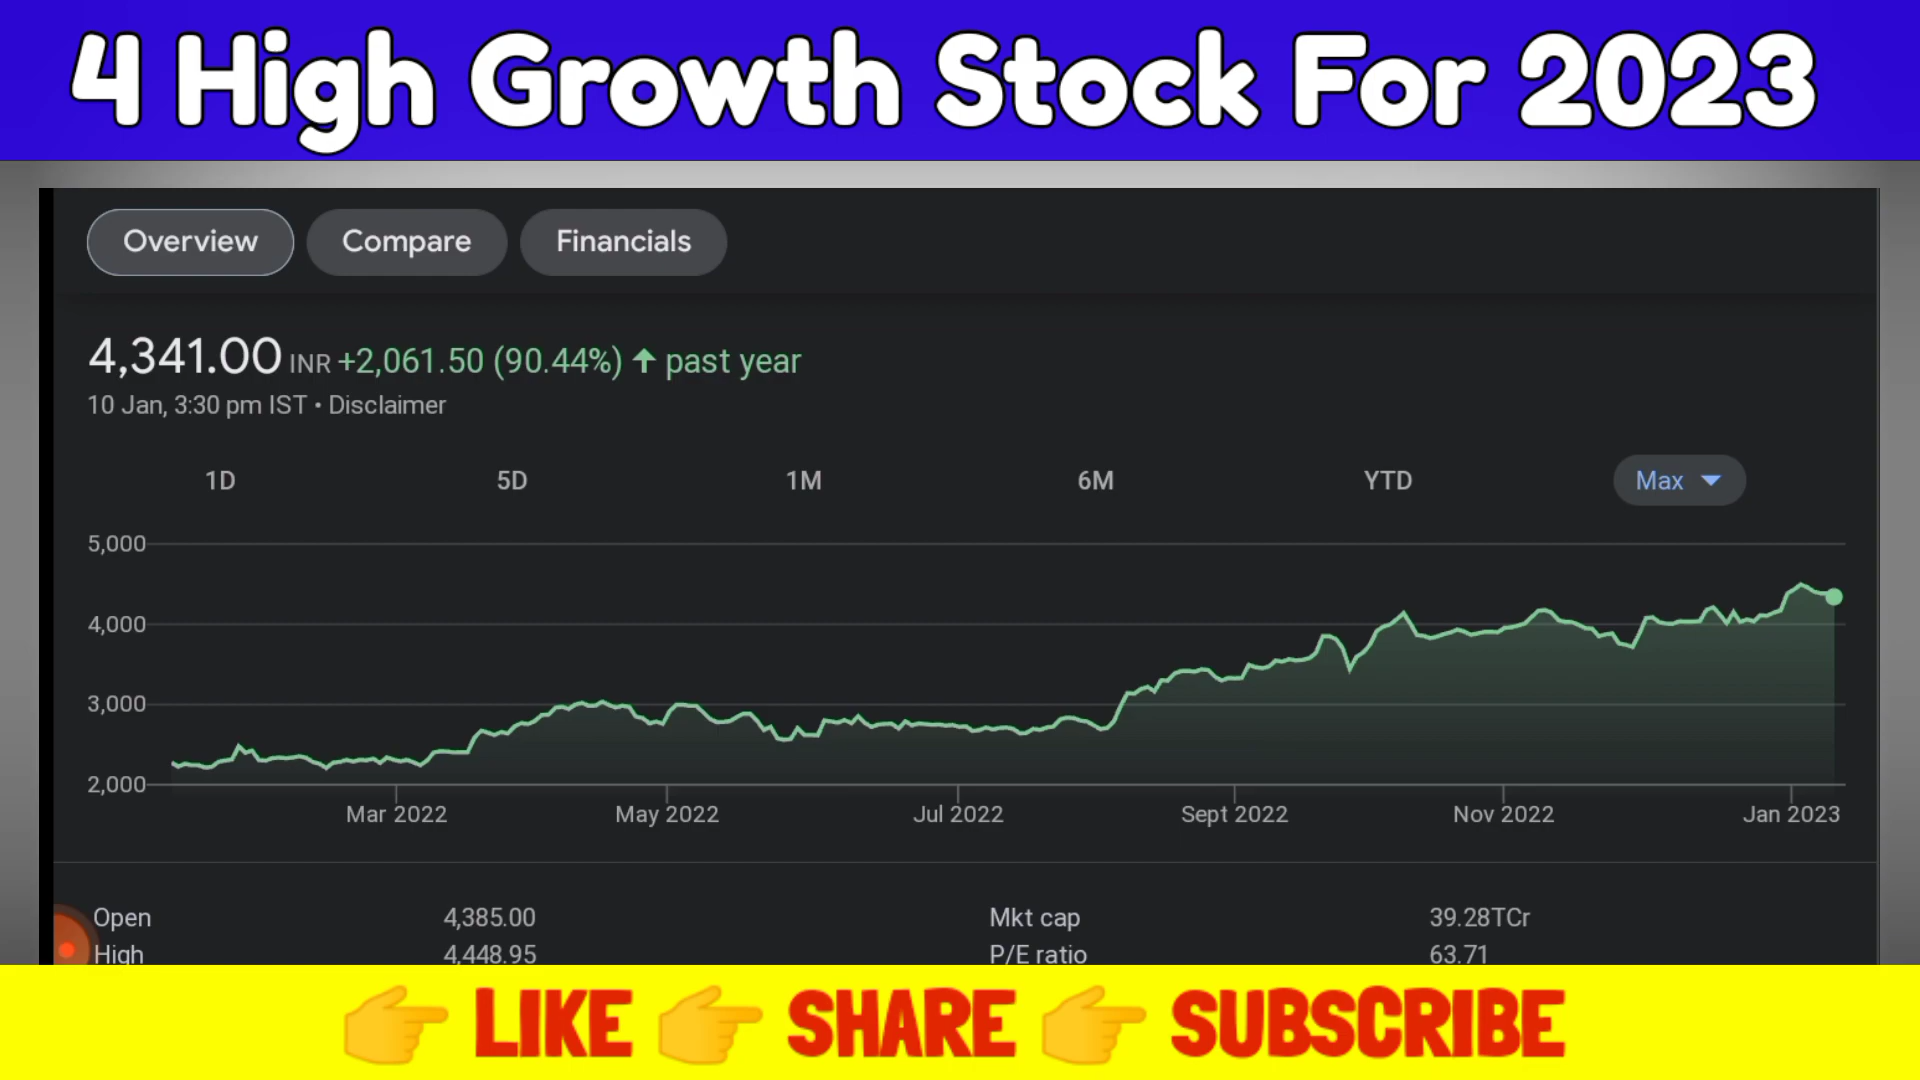 4 High Growth Stock For 2023
Overview Compare Financials
4,341.00 INR +2,061.50 (90.44%) ↑ past year
10 Jan, 3:30 pm IST • Disclaimer
1D 5D 1M 6M YTD Max
5,000
4,000
3,000
2,000
Mar 2022 May 2022 Jul 2022 Sept 2022 Nov 2022 Jan 2023
Open 4,385.00 Mkt cap 39.28TCr
High 4,448.95 P/E ratio 63.71
👉 LIKE 👉 SHARE 👉 SUBSCRIBE